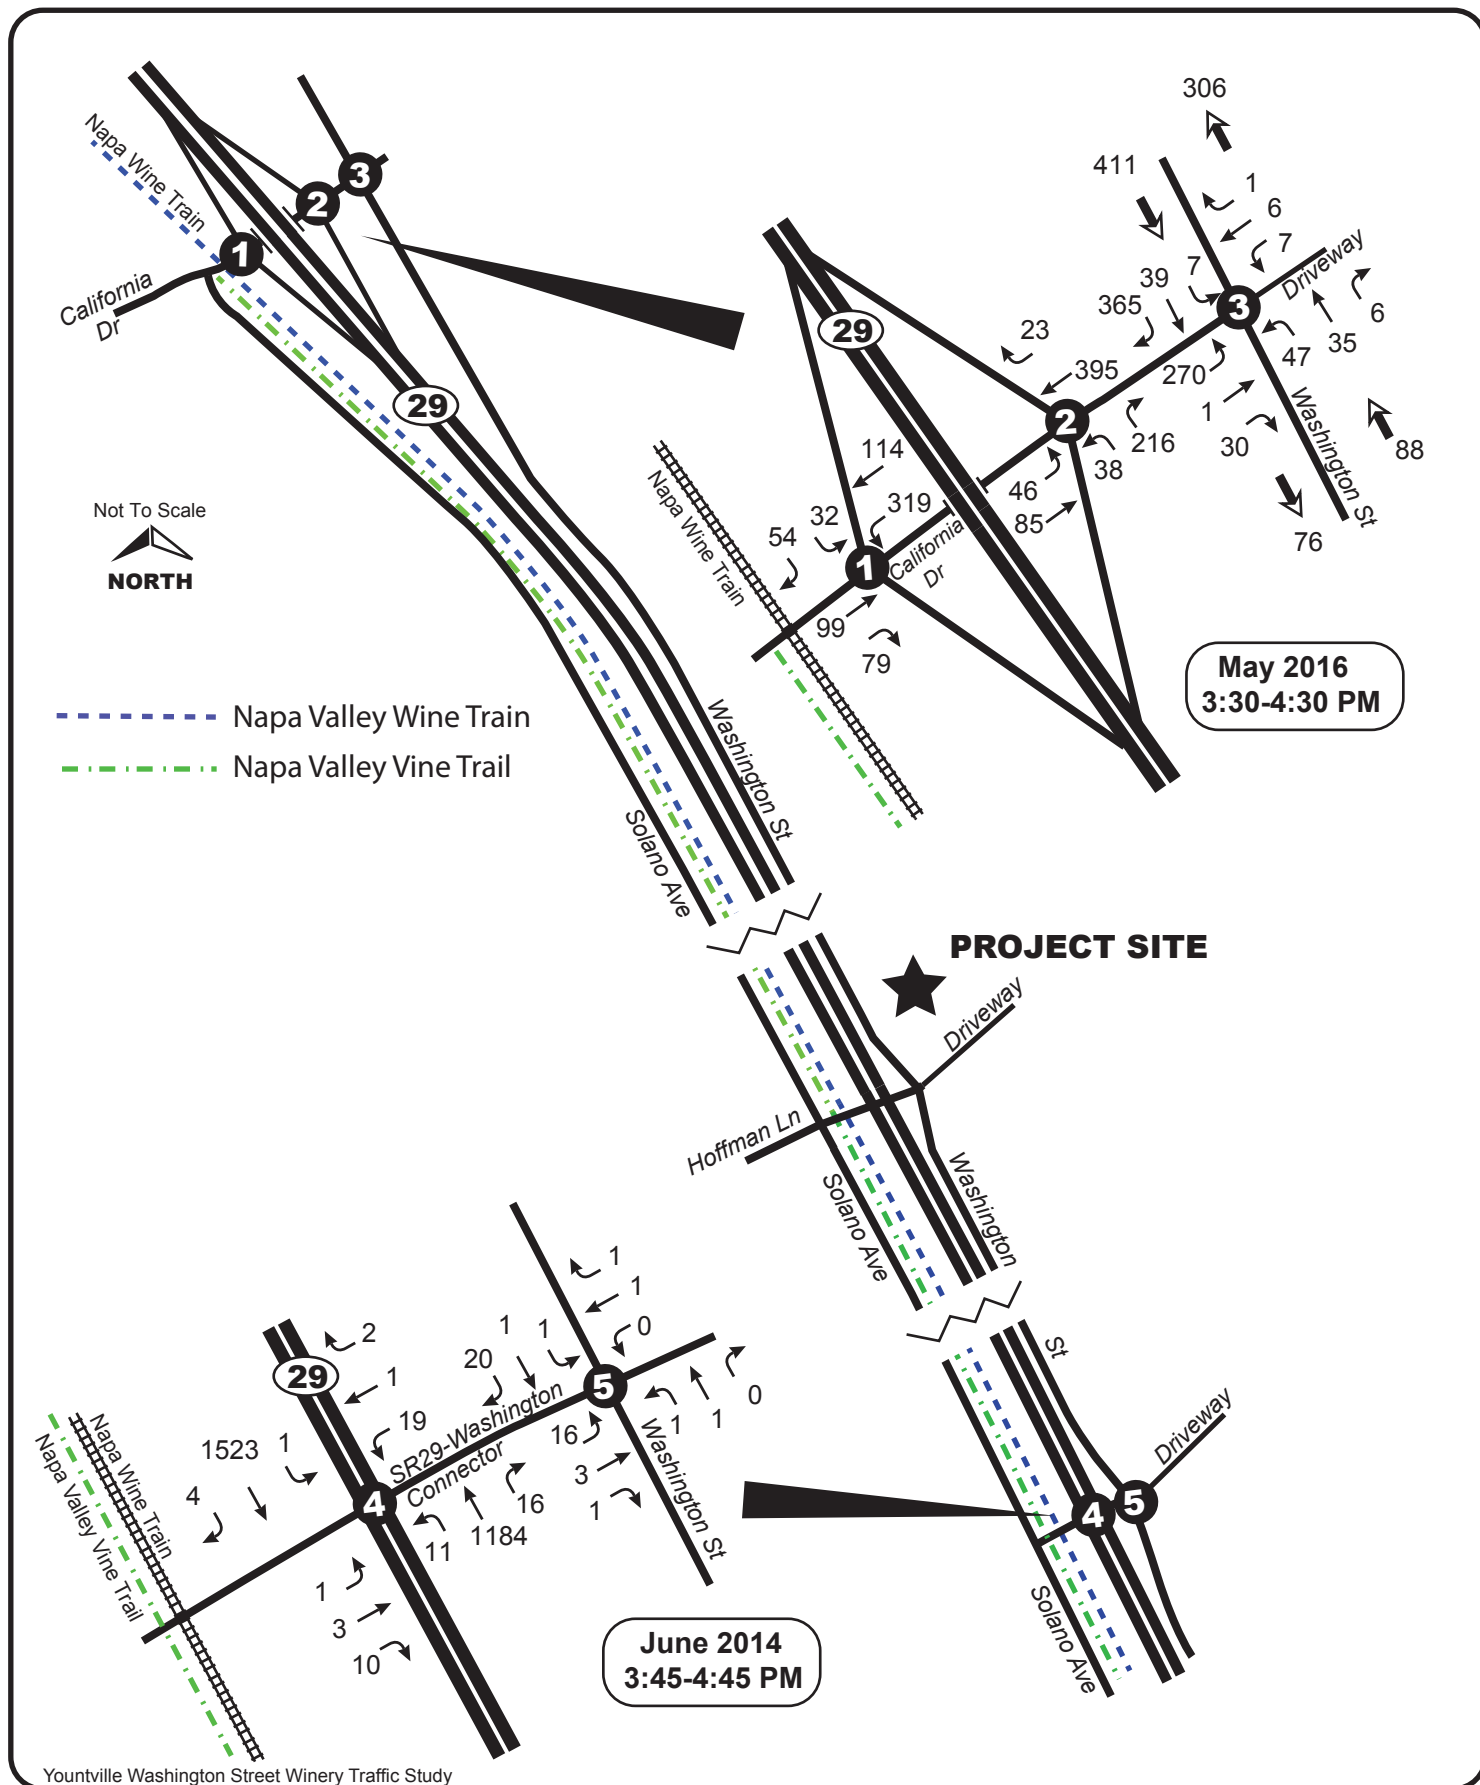 306
411
1
6
7
7
Driveway
39
365
3
6
35
47
270
1
30
Washington St
88
76
Napa Wine Train
3
2
1
California
Dr
29
29
23
395
2
216
38
46
85
114
319
32
54
1
California
Dr
99
79
Napa Wine Train
Not To Scale
NORTH
May 2016
3:30-4:30 PM
Napa Valley Wine Train
Napa Valley Vine Trail
Washington St
Solano Ave
PROJECT SITE
Driveway
Hoffman Ln
Solano Ave
Washington
St
Driveway
4
5
Solano Ave
1
1
0
1
1
20
5
0
1
1
16
3
1
Washington St
2
29
1
19
SR29-Washington
Connector
1523
1
4
4
16
1184
11
1
3
10
Napa Wine Train
Napa Valley Vine Trail
June 2014
3:45-4:45 PM
Yountville Washington Street Winery Traffic Study